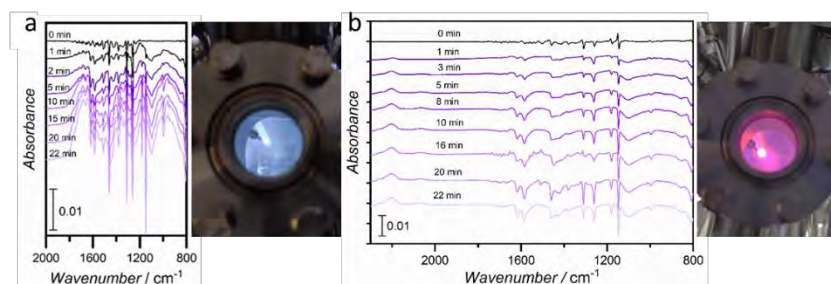 a
0 min
1 min
2 min
5 min
10 min
15 min
20 min
22 min
0.01
Absorbance
2000 1600 1200 800
Wavenumber / cm⁻¹
b
0 min
1 min
3 min
5 min
8 min
10 min
16 min
20 min
22 min
0.01
Absorbance
2000 1600 1200 800
Wavenumber / cm⁻¹